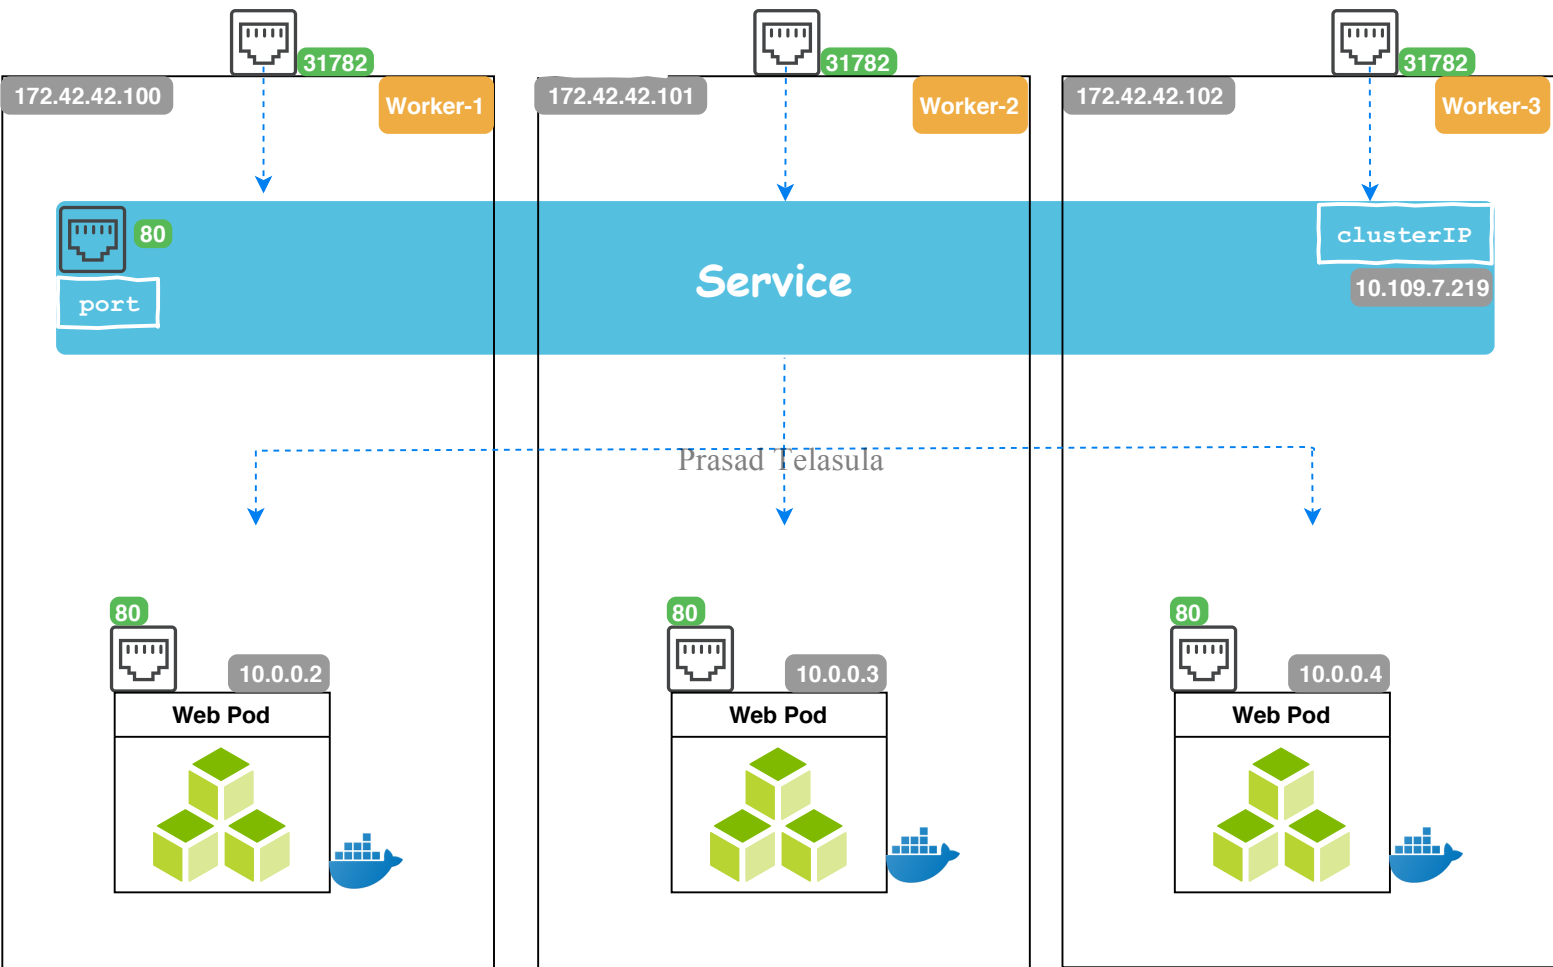 31782
31782
31782
172.42.42.100
Worker-1
172.42.42.101
Worker-2
172.42.42.102
Worker-3
80
port
Service
clusterIP
10.109.7.219
Prasad Telasula
80
10.0.0.2
Web Pod
80
10.0.0.3
Web Pod
80
10.0.0.4
Web Pod